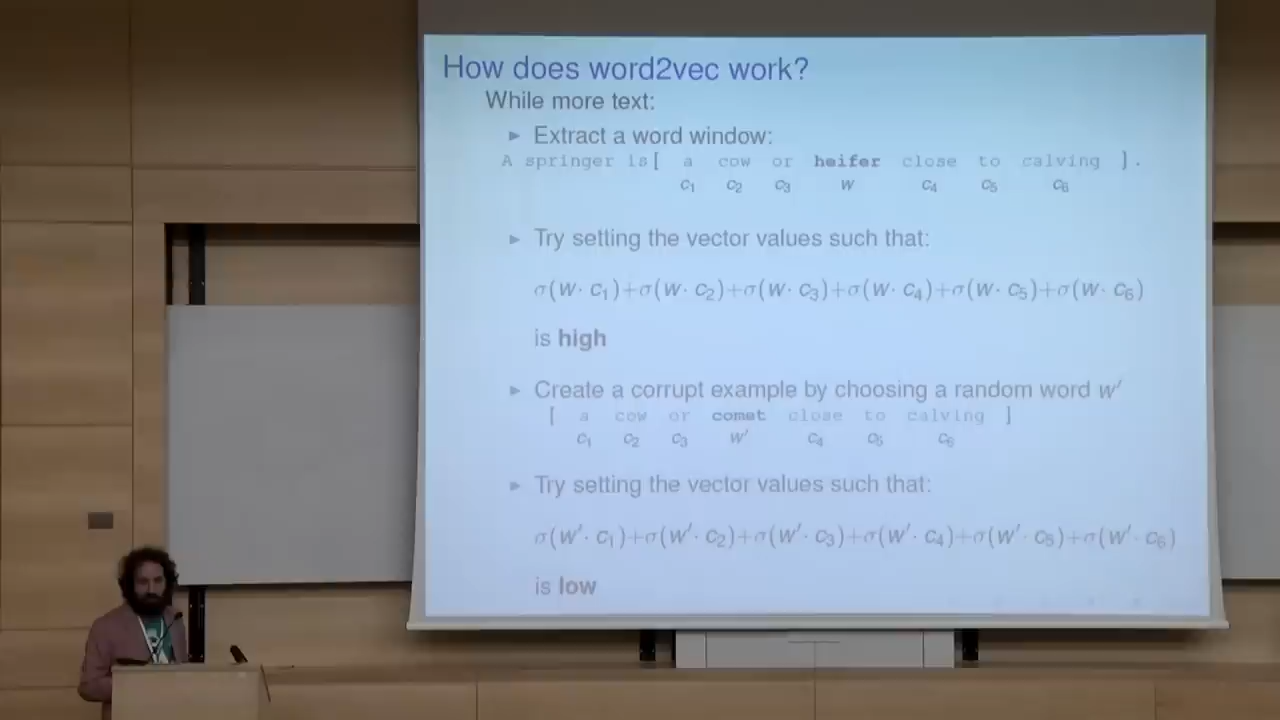 How does word2vec work?
While more text:
► Extract a word window:
A springer is[ a cow or heifer close to calving ].
c₁ c₂ c₃ w c₄ c₅ c₆
► Try setting the vector values such that:
σ(w· c₁)+σ(w· c₂)+σ(w· c₃)+σ(w· c₄)+σ(w· c₅)+σ(w· c₆)
is high
► Create a corrupt example by choosing a random word w′
[ a cow or comet close to calving ]
c₁ c₂ c₃ w′ c₄ c₅ c₆
► Try setting the vector values such that:
σ(w′· c₁)+σ(w′· c₂)+σ(w′· c₃)+σ(w′· c₄)+σ(w′· c₅)+σ(w′· c₆)
is low